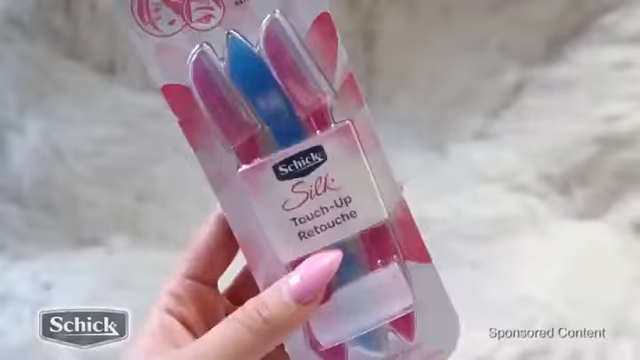 Schick
Silk
Touch-Up
Retouche
Schick
Sponsored Content